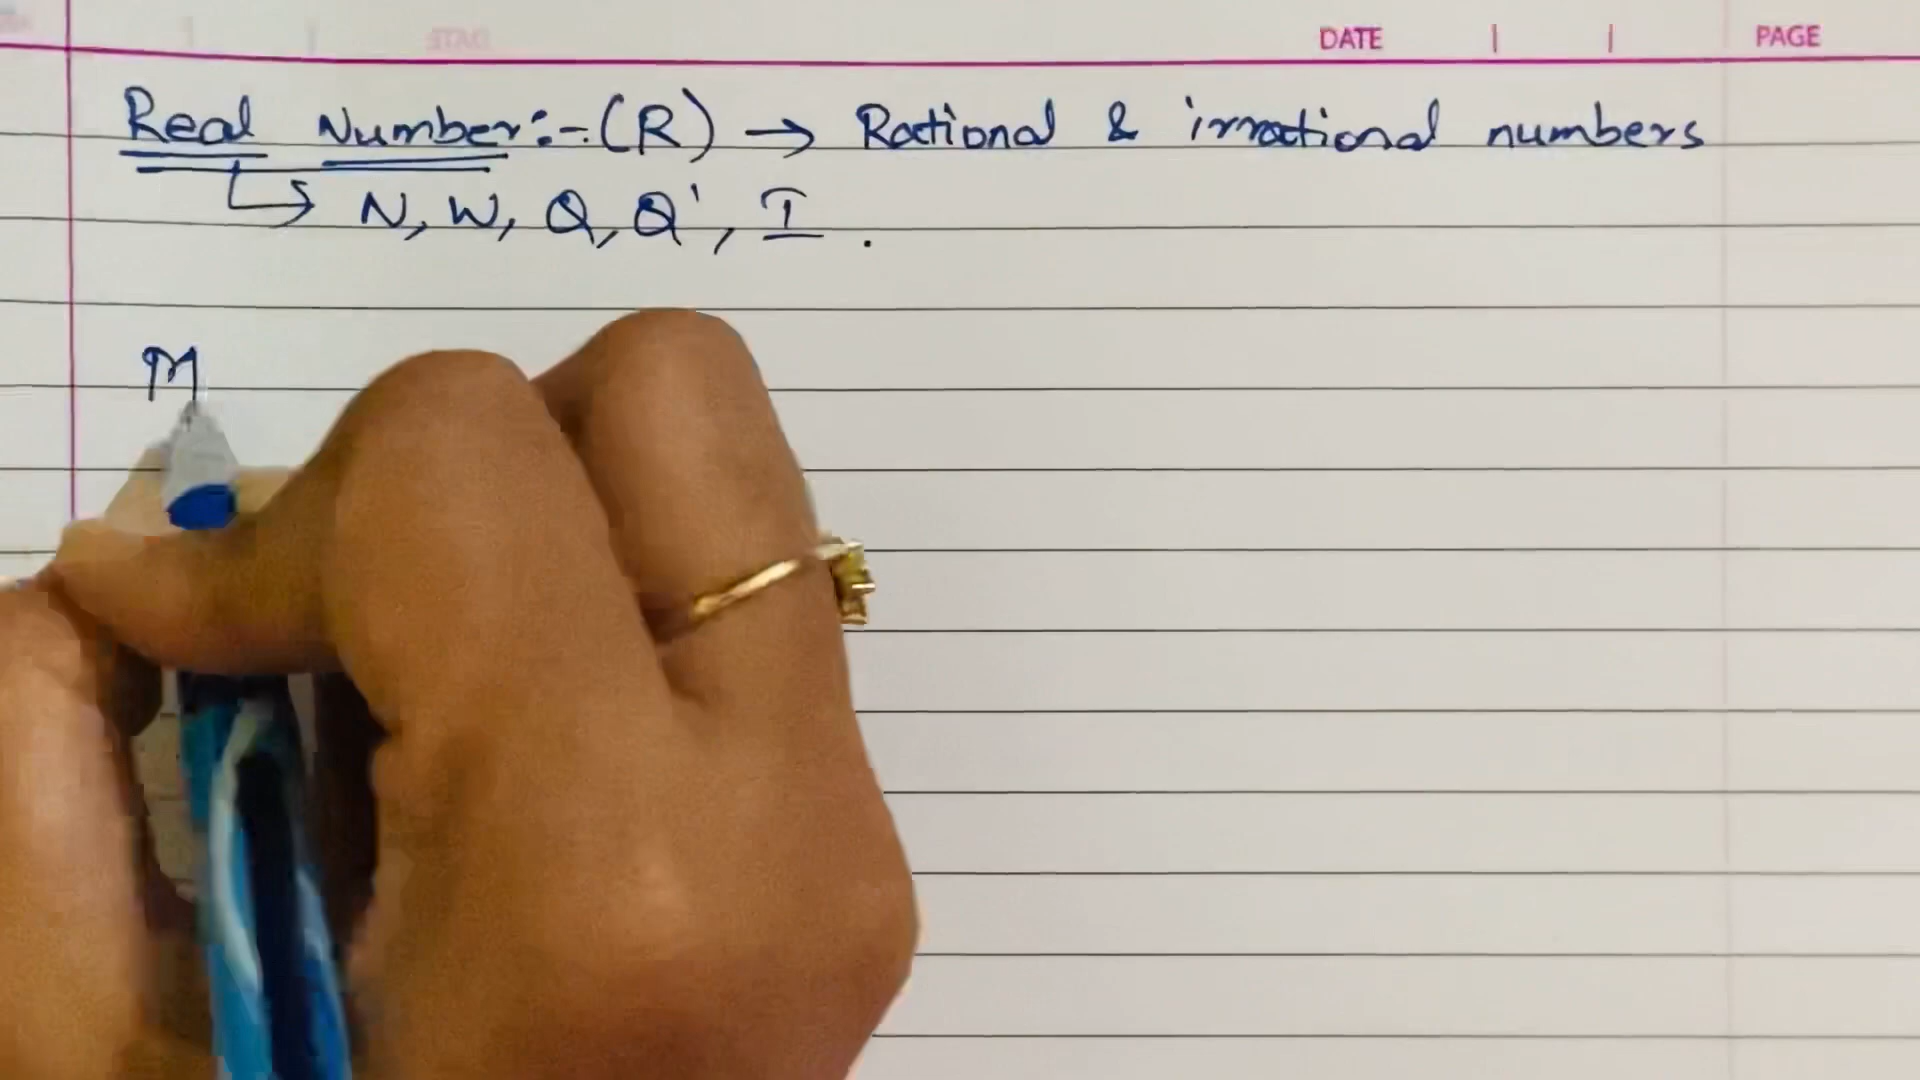 DATE PAGE
Real Number:-(R) → Rational & irrational numbers
↳ N, W, Q, Q', I.
M